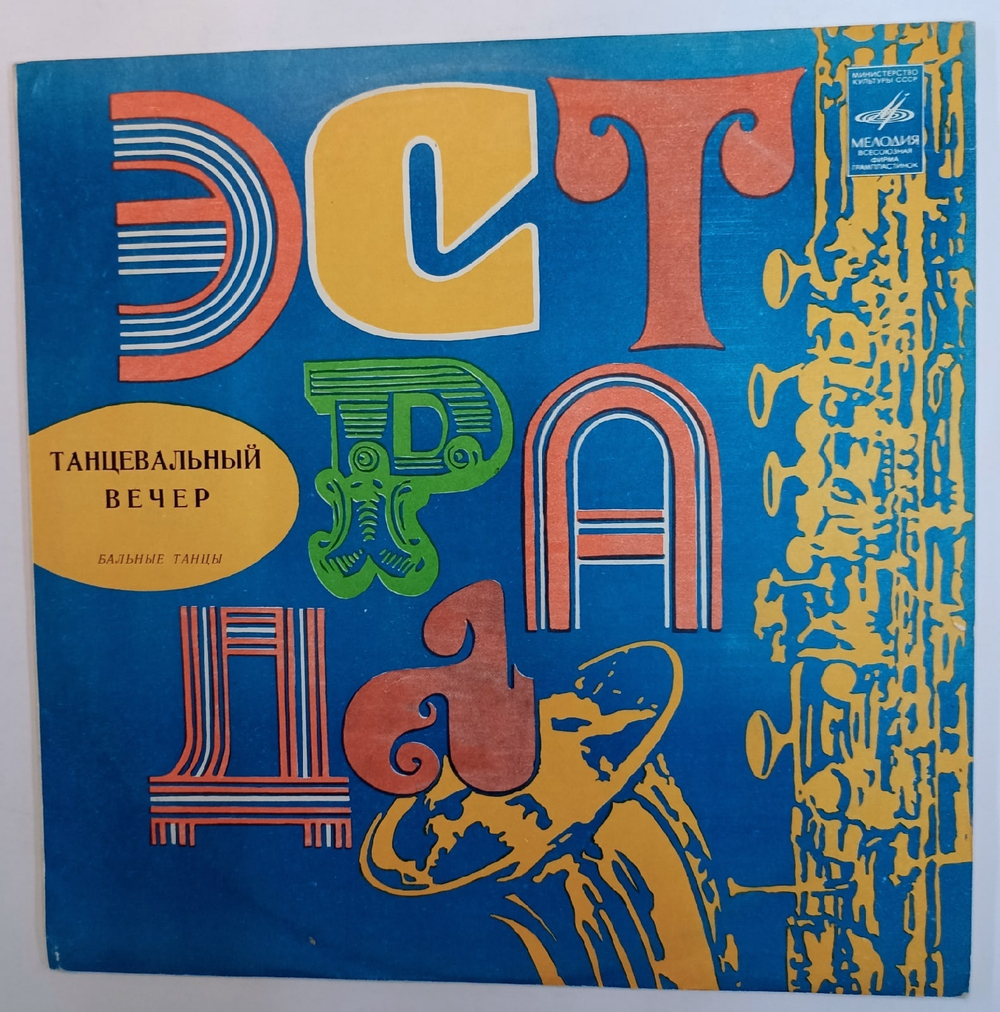 ЭСТ
РА
Да
МИНИСТЕРСТВО
КУЛЬТУРЫ СССР
МЕЛОДИЯ
ВСЕСОЮЗНАЯ
ФИРМА
ГРАМПЛАСТИНОК
ТАНЦЕВАЛЬНЫЙ
ВЕЧЕР
БАЛЬНЫЕ ТАНЦЫ